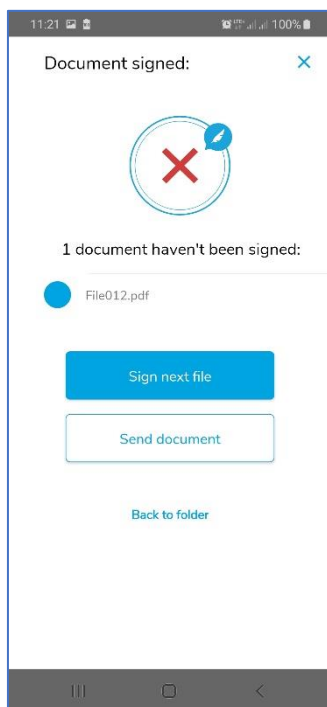 11:21 100%
Document signed:
1 document haven't been signed:
File012.pdf
Sign next file
Send document
Back to folder